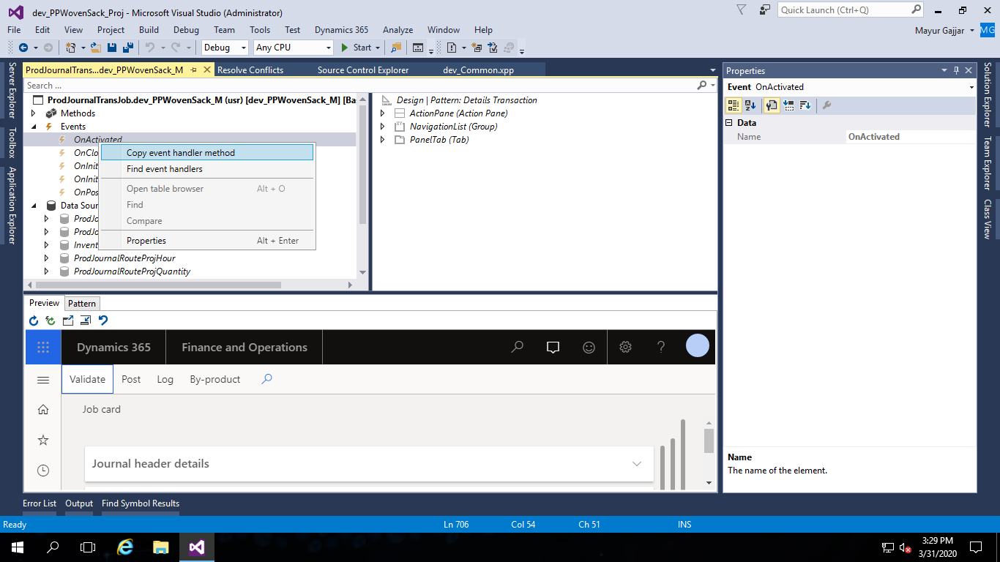 dev_PPWovenSack_Proj - Microsoft Visual Studio (Administrator)
Quick Launch (Ctrl+Q)
File Edit View Project Build Debug Team Tools Test Dynamics 365 Analyze Window Help
Mayur Gajjar MG
Debug Any CPU Start
Server Explorer
Toolbox
Application Explorer
ProdJournalTrans...dev_PPWovenSack_M Resolve Conflicts Source Control Explorer dev_Common.xpp
Search ...
ProdJournalTransJob.dev_PPWovenSack_M (usr) [dev_PPWovenSack_M] [Ba
Methods
Events
OnActivated
OnClo
OnInit
OnInit
OnPos
Data Sour
ProdJo
ProdJo
Invent
ProdJournalRouteProjHour
ProdJournalRouteProjQuantity
Copy event handler method
Find event handlers
Open table browser Alt + O
Find
Compare
Properties Alt + Enter
Design | Pattern: Details Transaction
ActionPane (Action Pane)
NavigationList (Group)
PanelTab (Tab)
Preview Pattern
Dynamics 365 Finance and Operations
Validate Post Log By-product
Job card
Journal header details
Properties
Event OnActivated
Data
Name OnActivated
Name
The name of the element.
Solution Explorer
Team Explorer
Class View
Error List Output Find Symbol Results
Ready Ln 706 Col 54 Ch 51 INS
3:29 PM
3/31/2020